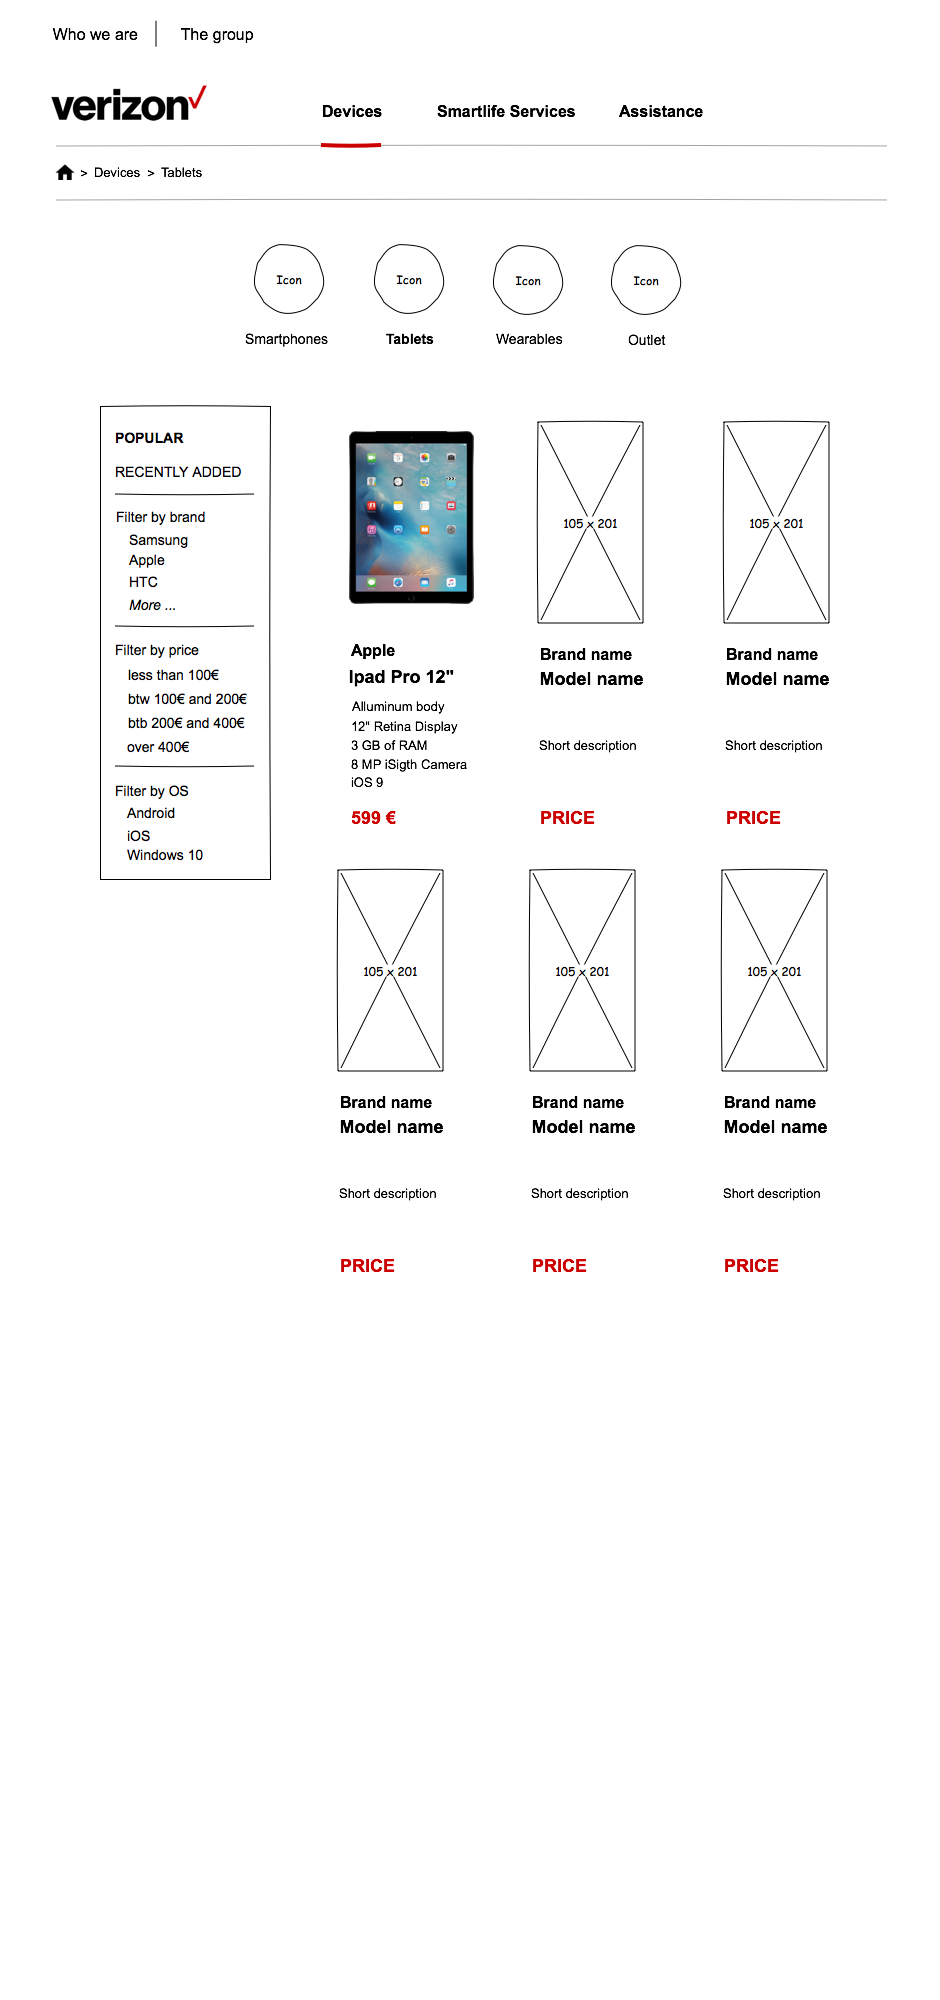 Who we are | The group
verizon
Devices Smartlife Services Assistance
> Devices > Tablets
Icon Icon Icon Icon
Smartphones Tablets Wearables Outlet
POPULAR
RECENTLY ADDED
Filter by brand
Samsung
Apple
HTC
More ...
Filter by price
less than 100€
btw 100€ and 200€
btb 200€ and 400€
over 400€
Filter by OS
Android
iOS
Windows 10
105 x 201 105 x 201
Apple
Ipad Pro 12"
Alluminum body
12" Retina Display
3 GB of RAM
8 MP iSigth Camera
iOS 9
599 €
Brand name
Model name
Short description
PRICE
Brand name
Model name
Short description
PRICE
105 x 201 105 x 201 105 x 201
Brand name Brand name Brand name
Model name Model name Model name
Short description Short description Short description
PRICE PRICE PRICE